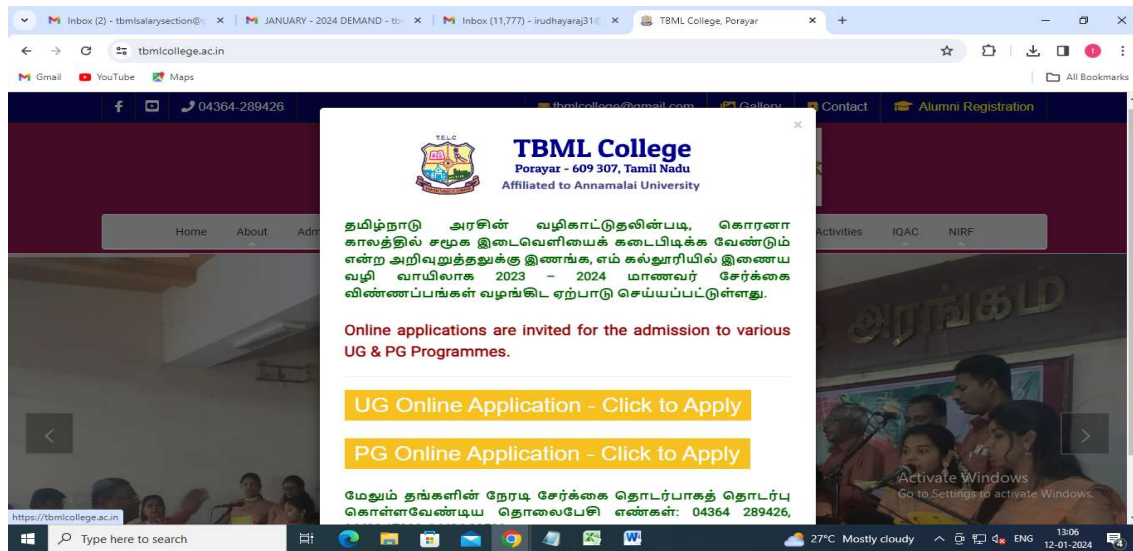 Inbox (2) - tbmlsalarysection@
JANUARY - 2024 DEMAND - tb
Inbox (11,777) - irudhayaraj31@
TBML College, Porayar
tbmlcollege.ac.in
Gmail YouTube Maps
All Bookmarks
04364-289426 tbmlcollege@gmail.com Gallery Contact Alumni Registration
T.E.L.C
TBML College
Porayar - 609 307, Tamil Nadu
Affiliated to Annamalai University
Home About Adm Activities IQAC NIRF
தமிழ்நாடு அரசின் வழிகாட்டுதலின்படி, கொரனா
காலத்தில் சமூக இடைவெளியைக் கடைபிடிக்க வேண்டும்
என்ற அறிவுறுத்தலுக்கு இணங்க, எம் கல்லூரியில் இணைய
வழி வாயிலாக 2023 – 2024 மாணவர் சேர்க்கை
விண்ணப்பங்கள் வழங்கிட ஏற்பாடு செய்யப்பட்டுள்ளது.
அரங்கம்
Online applications are invited for the admission to various
UG & PG Programmes.
UG Online Application - Click to Apply
PG Online Application - Click to Apply
மேலும் தங்களின் நேரடி சேர்க்கை தொடர்பாகத் தொடர்பு
கொள்ளவேண்டிய தொலைபேசி எண்கள்: 04364 289426,
Activate Windows
Go to Settings to activate Windows.
https://tbmlcollege.ac.in
Type here to search
27°C Mostly cloudy
ENG
13:06
12-01-2024